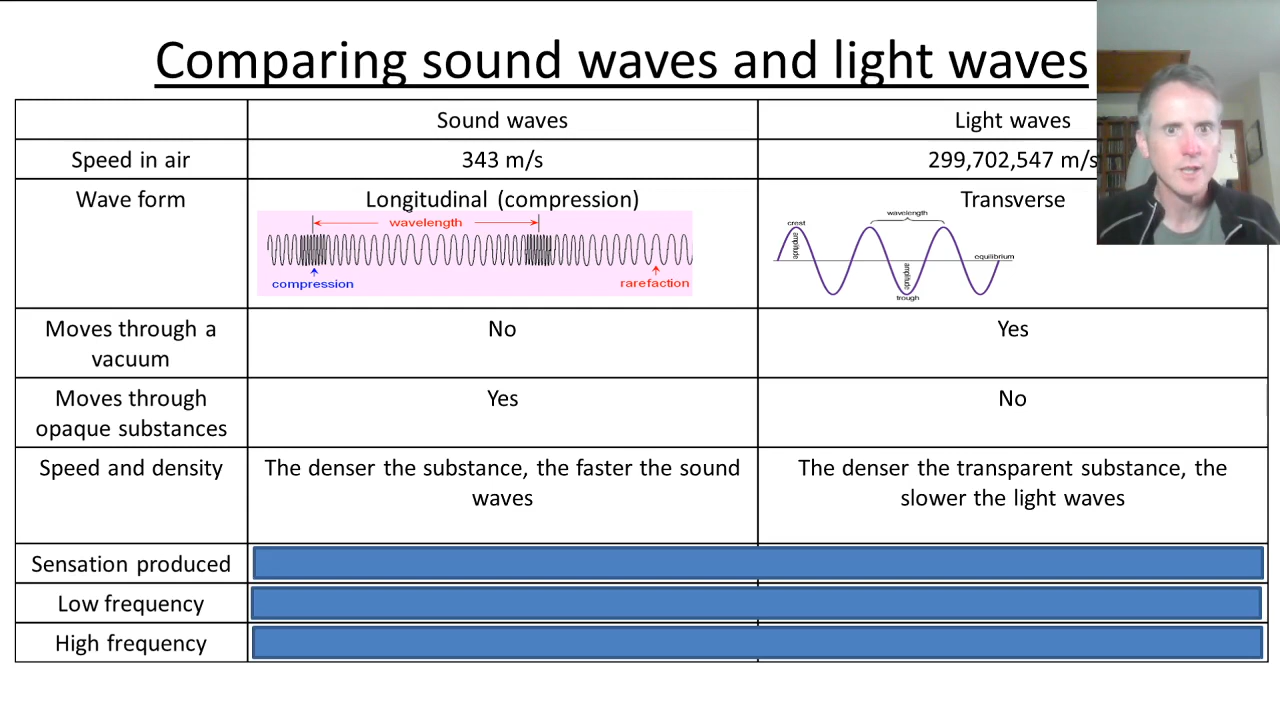 Comparing sound waves and light waves
Sound waves
Light waves
Speed in air
343 m/s
299,702,547 m/s
Wave form
Longitudinal (compression)
wavelength
compression
rarefaction
Transverse
wavelength
crest
amplitude
equilibrium
amplitude
trough
Moves through a
vacuum
No
Yes
Moves through
opaque substances
Yes
No
Speed and density
The denser the substance, the faster the sound
waves
The denser the transparent substance, the
slower the light waves
Sensation produced
Low frequency
High frequency